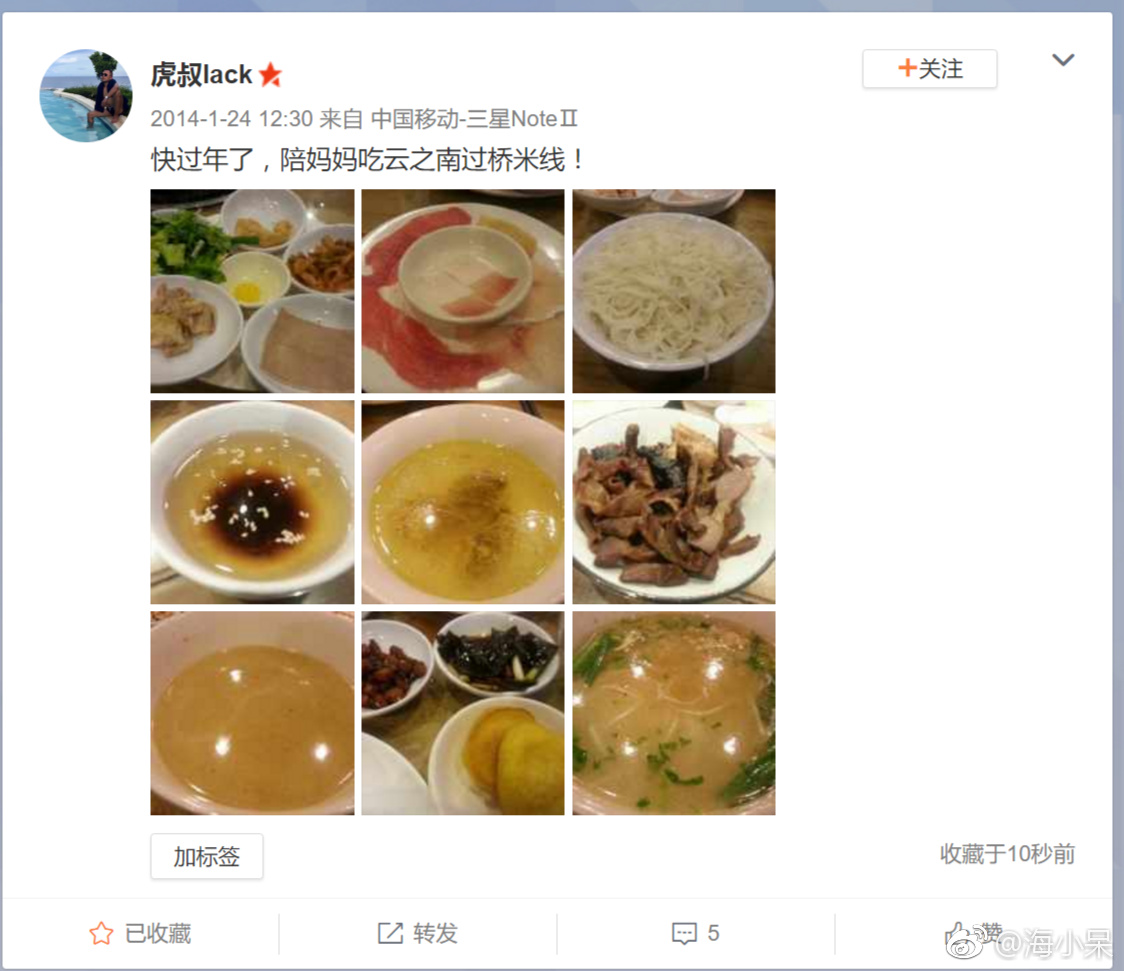 虎叔lack
+关注
2014-1-24 12:30 来自 中国移动-三星NoteⅡ
快过年了，陪妈妈吃云之南过桥米线！
加标签
收藏于10秒前
已收藏
转发
5
赞
@海小呆